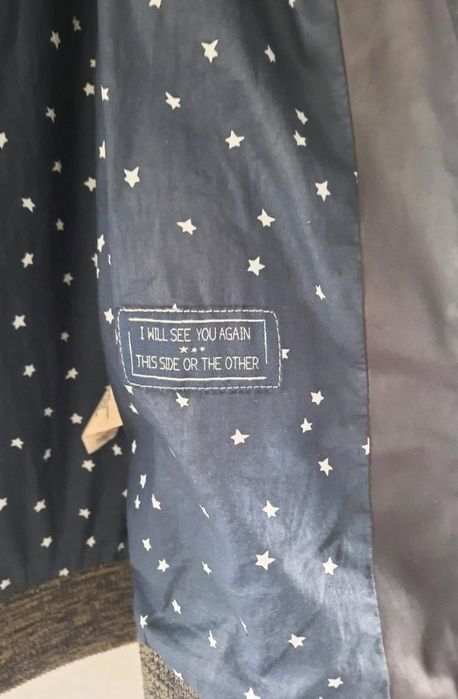 I WILL SEE YOU AGAIN
THIS SIDE OR THE OTHER